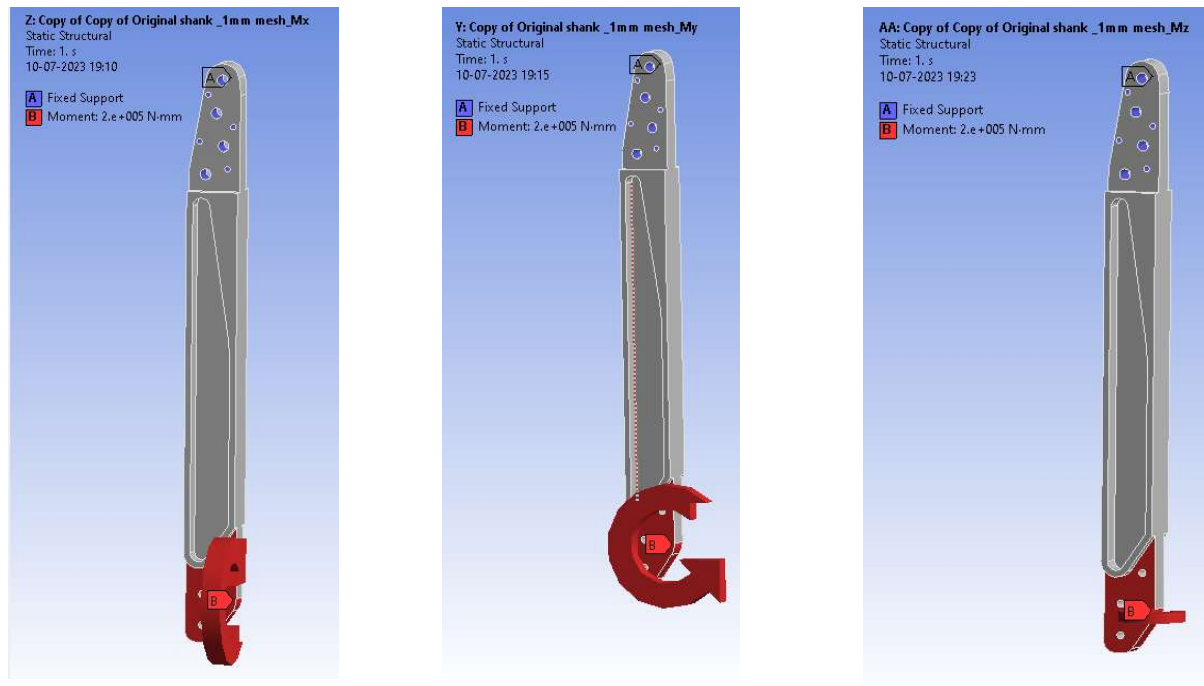 Z: Copy of Copy of Original shank _1mm mesh_Mx
Static Structural
Time: 1. s
10-07-2023 19:10
A Fixed Support
B Moment: 2.e+005 N·mm
A
B
Y: Copy of Original shank _1mm mesh_My
Static Structural
Time: 1. s
10-07-2023 19:15
A Fixed Support
B Moment: 2.e+005 N·mm
A
B
AA: Copy of Copy of Original shank _1mm mesh_Mz
Static Structural
Time: 1. s
10-07-2023 19:23
A Fixed Support
B Moment: 2.e+005 N·mm
A
B